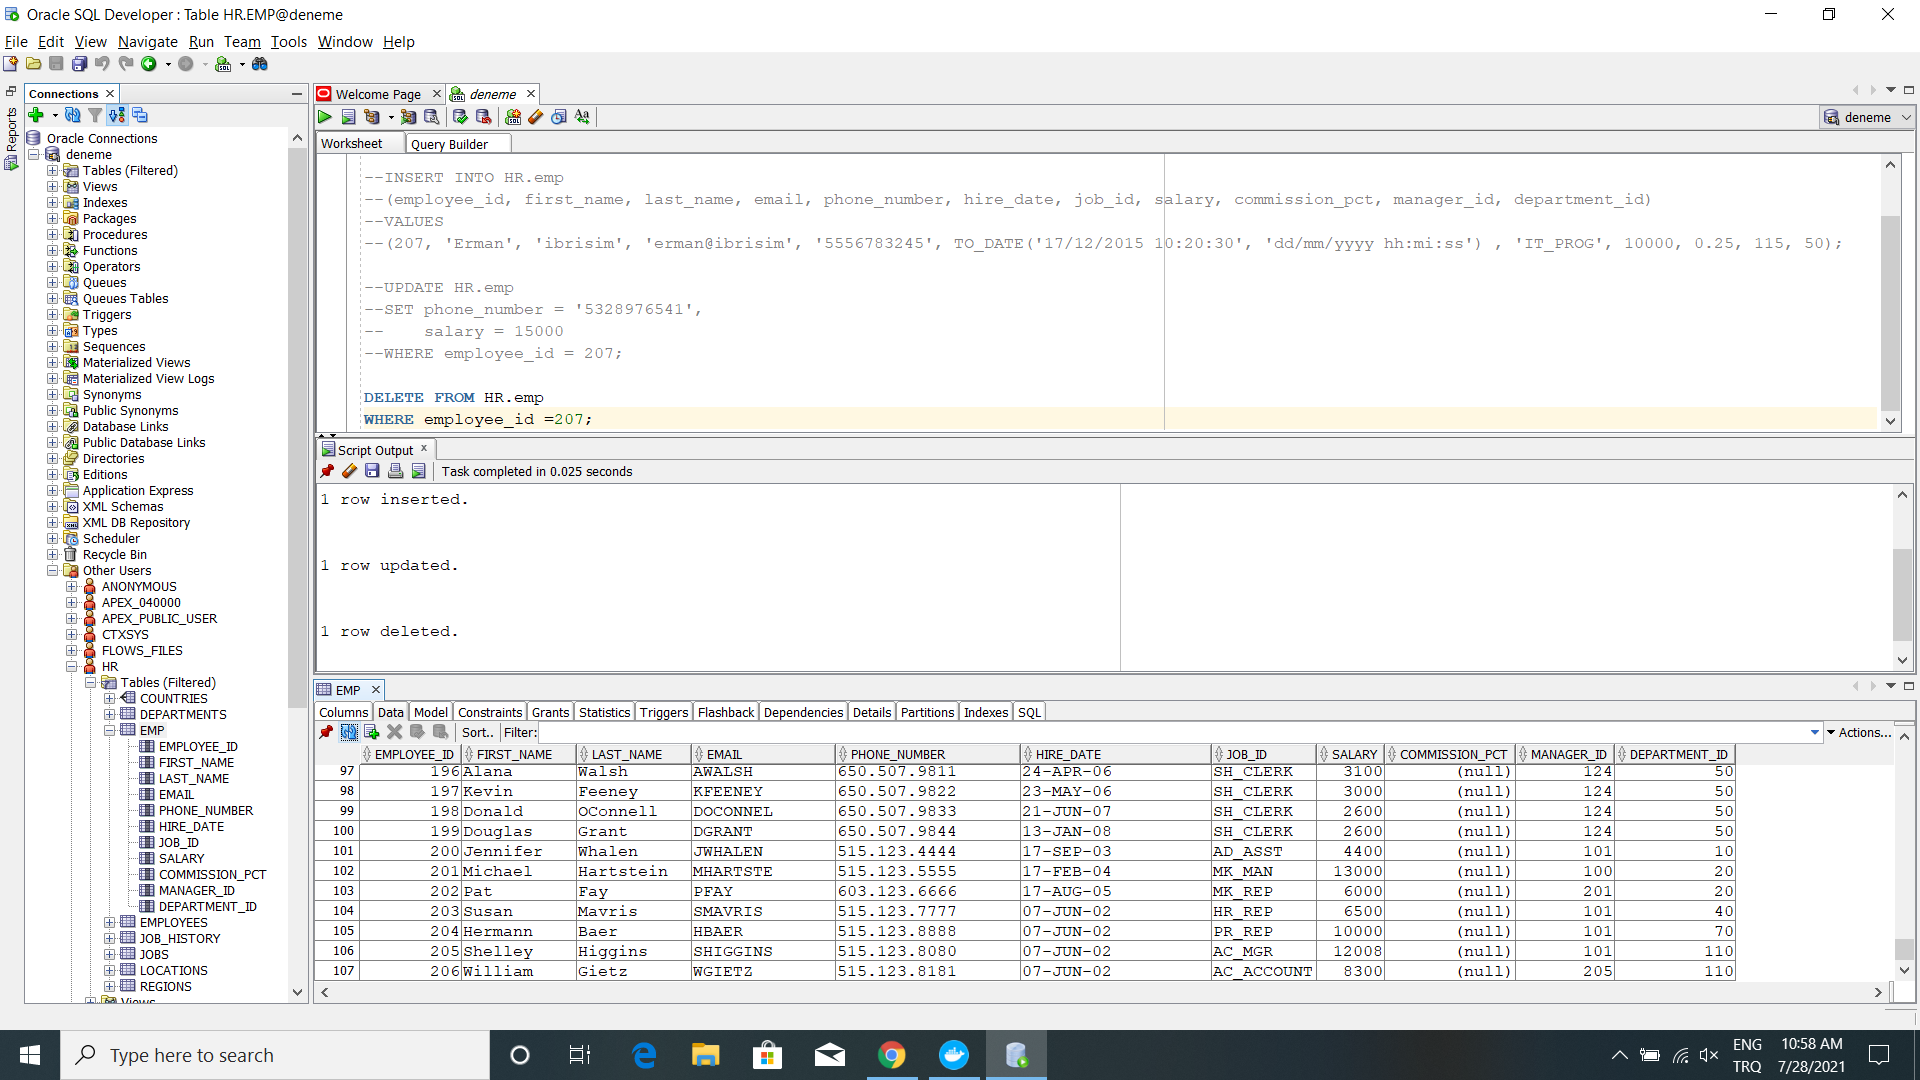 Oracle SQL Developer : Table HR.EMP@deneme
File Edit View Navigate Run Team Tools Window Help
Reports
Connections
Oracle Connections
deneme
Tables (Filtered)
Views
Indexes
Packages
Procedures
Functions
Operators
Queues
Queues Tables
Triggers
Types
Sequences
Materialized Views
Materialized View Logs
Synonyms
Public Synonyms
Database Links
Public Database Links
Directories
Editions
Application Express
XML Schemas
XML DB Repository
Scheduler
Recycle Bin
Other Users
ANONYMOUS
APEX_040000
APEX_PUBLIC_USER
CTXSYS
FLOWS_FILES
HR
Tables (Filtered)
COUNTRIES
DEPARTMENTS
EMP
EMPLOYEE_ID
FIRST_NAME
LAST_NAME
EMAIL
PHONE_NUMBER
HIRE_DATE
JOB_ID
SALARY
COMMISSION_PCT
MANAGER_ID
DEPARTMENT_ID
EMPLOYEES
JOB_HISTORY
JOBS
LOCATIONS
REGIONS
Views
Welcome Page deneme
deneme
Worksheet Query Builder
--INSERT INTO HR.emp
--(employee_id, first_name, last_name, email, phone_number, hire_date, job_id, salary, commission_pct, manager_id, department_id)
--VALUES
--(207, 'Erman', 'ibrisim', 'erman@ibrisim', '5556783245', TO_DATE('17/12/2015 10:20:30', 'dd/mm/yyyy hh:mi:ss') , 'IT_PROG', 10000, 0.25, 115, 50);
--UPDATE HR.emp
--SET phone_number = '5328976541',
--    salary = 15000
--WHERE employee_id = 207;
DELETE FROM HR.emp
WHERE employee_id =207;
Script Output
Task completed in 0.025 seconds
1 row inserted.
1 row updated.
1 row deleted.
EMP
Columns Data Model Constraints Grants Statistics Triggers Flashback Dependencies Details Partitions Indexes SQL
Sort.. Filter: Actions...
EMPLOYEE_ID FIRST_NAME LAST_NAME EMAIL PHONE_NUMBER HIRE_DATE JOB_ID SALARY COMMISSION_PCT MANAGER_ID DEPARTMENT_ID
97 196 Alana Walsh AWALSH 650.507.9811 24-APR-06 SH_CLERK 3100 (null) 124 50
98 197 Kevin Feeney KFEENEY 650.507.9822 23-MAY-06 SH_CLERK 3000 (null) 124 50
99 198 Donald OConnell DOCONNEL 650.507.9833 21-JUN-07 SH_CLERK 2600 (null) 124 50
100 199 Douglas Grant DGRANT 650.507.9844 13-JAN-08 SH_CLERK 2600 (null) 124 50
101 200 Jennifer Whalen JWHALEN 515.123.4444 17-SEP-03 AD_ASST 4400 (null) 101 10
102 201 Michael Hartstein MHARTSTE 515.123.5555 17-FEB-04 MK_MAN 13000 (null) 100 20
103 202 Pat Fay PFAY 603.123.6666 17-AUG-05 MK_REP 6000 (null) 201 20
104 203 Susan Mavris SMAVRIS 515.123.7777 07-JUN-02 HR_REP 6500 (null) 101 40
105 204 Hermann Baer HBAER 515.123.8888 07-JUN-02 PR_REP 10000 (null) 101 70
106 205 Shelley Higgins SHIGGINS 515.123.8080 07-JUN-02 AC_MGR 12008 (null) 101 110
107 206 William Gietz WGIETZ 515.123.8181 07-JUN-02 AC_ACCOUNT 8300 (null) 205 110
Type here to search
ENG 10:58 AM
TRQ 7/28/2021